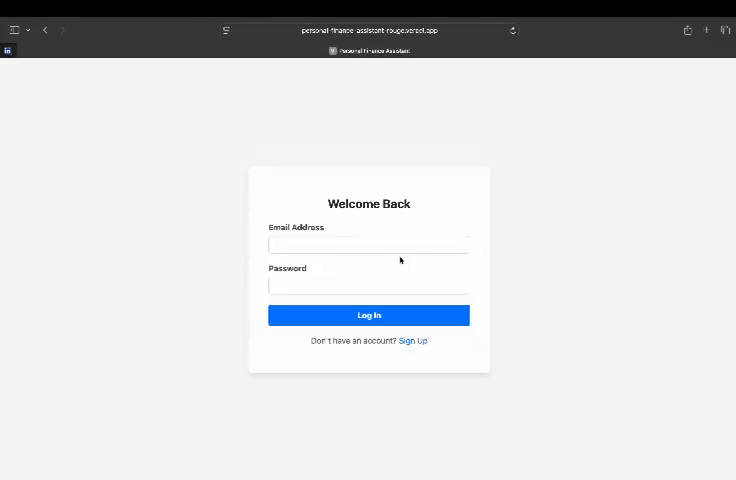 personal-finance-assistant-rouge.vercel.app
in
Personal Finance Assistant
Welcome Back
Email Address
Password
Log In
Don't have an account? Sign Up